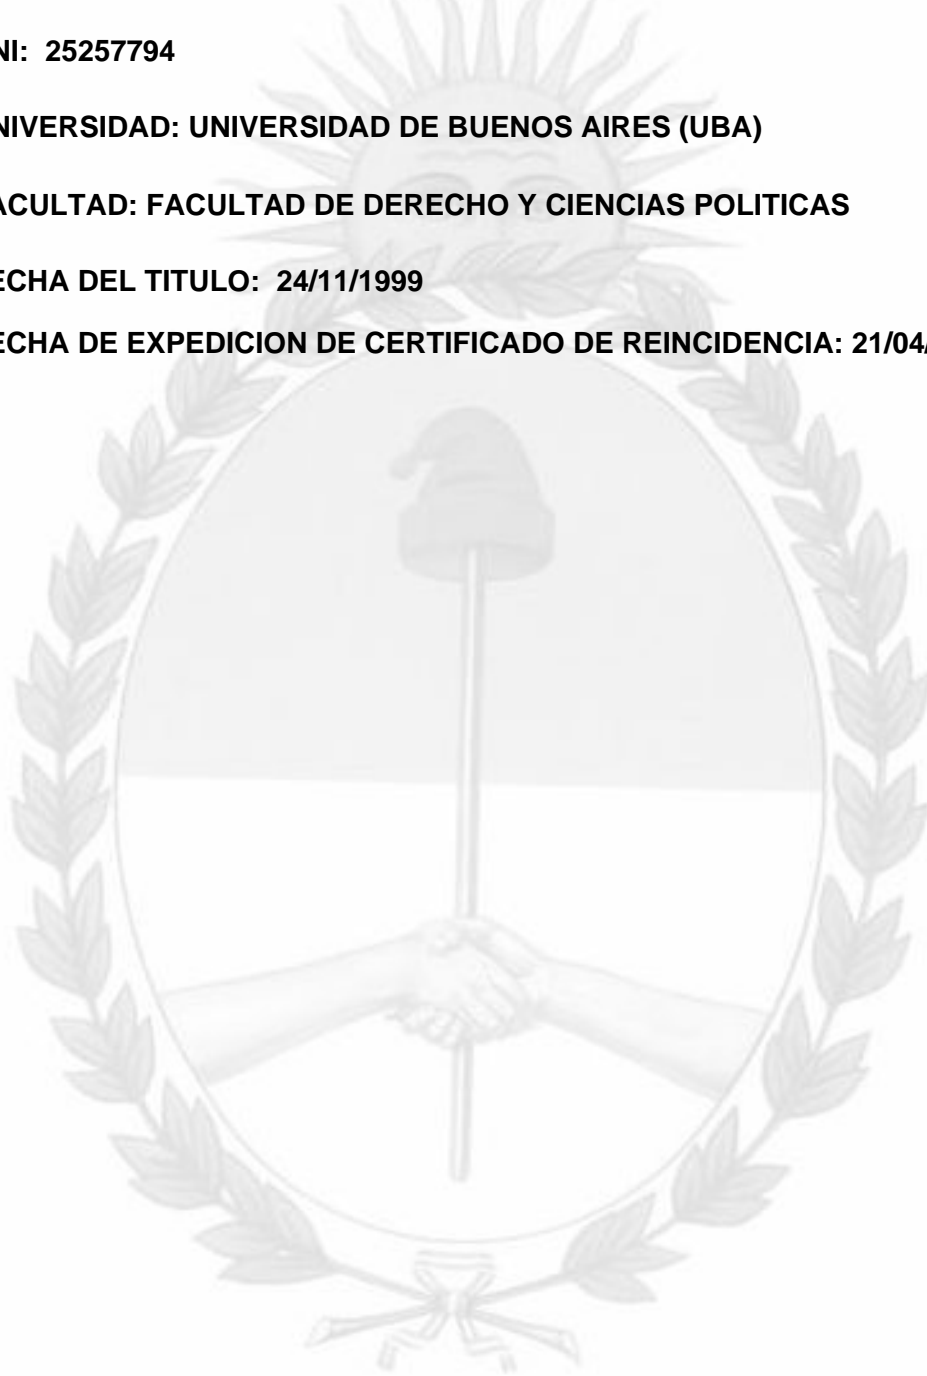 NI: 25257794
NIVERSIDAD: UNIVERSIDAD DE BUENOS AIRES (UBA)
ACULTAD: FACULTAD DE DERECHO Y CIENCIAS POLITICAS
ECHA DEL TITULO: 24/11/1999
ECHA DE EXPEDICION DE CERTIFICADO DE REINCIDENCIA: 21/04/